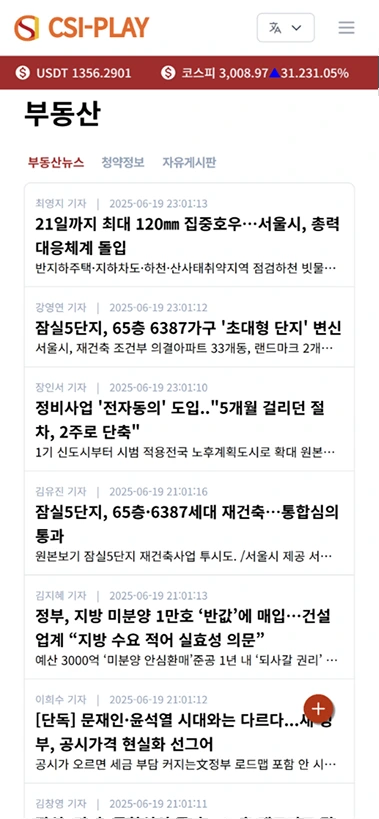 CSI-PLAY
USDT 1356.2901 코스피 3,008.97▲31.231.05%
부동산
부동산뉴스 청약정보 자유게시판
최영지 기자 | 2025-06-19 23:01:13
21일까지 최대 120㎜ 집중호우…서울시, 총력
대응체계 돌입
반지하주택·지하차도·하천·산사태취약지역 점검하천 빗물…
강영연 기자 | 2025-06-19 23:01:12
잠실5단지, 65층 6387가구 '초대형 단지' 변신
서울시, 재건축 조건부 의결아파트 33개동, 랜드마크 2개…
장인서 기자 | 2025-06-19 23:01:10
정비사업 '전자동의' 도입.."5개월 걸리던 절
차, 2주로 단축"
1기 신도시부터 시범 적용전국 노후계획도시로 확대 원본…
김유진 기자 | 2025-06-19 21:01:16
잠실5단지, 65층·6387세대 재건축…통합심의
통과
원본보기 잠실5단지 재건축사업 투시도. /서울시 제공 서…
김지혜 기자 | 2025-06-19 21:01:13
정부, 지방 미분양 1만호 ‘반값’에 매입…건설
업계 “지방 수요 적어 실효성 의문”
예산 3000억 ‘미분양 안심환매’준공 1년 내 ‘되사갈 권리’ …
이희수 기자 | 2025-06-19 21:01:12
[단독] 문재인·윤석열 시대와는 다르다…새
부, 공시가격 현실화 선그어
공시가 오르면 세금 부담 커지는文정부 로드맵 포함 안 시…
김창영 기자 | 2025-06-19 21:01:11